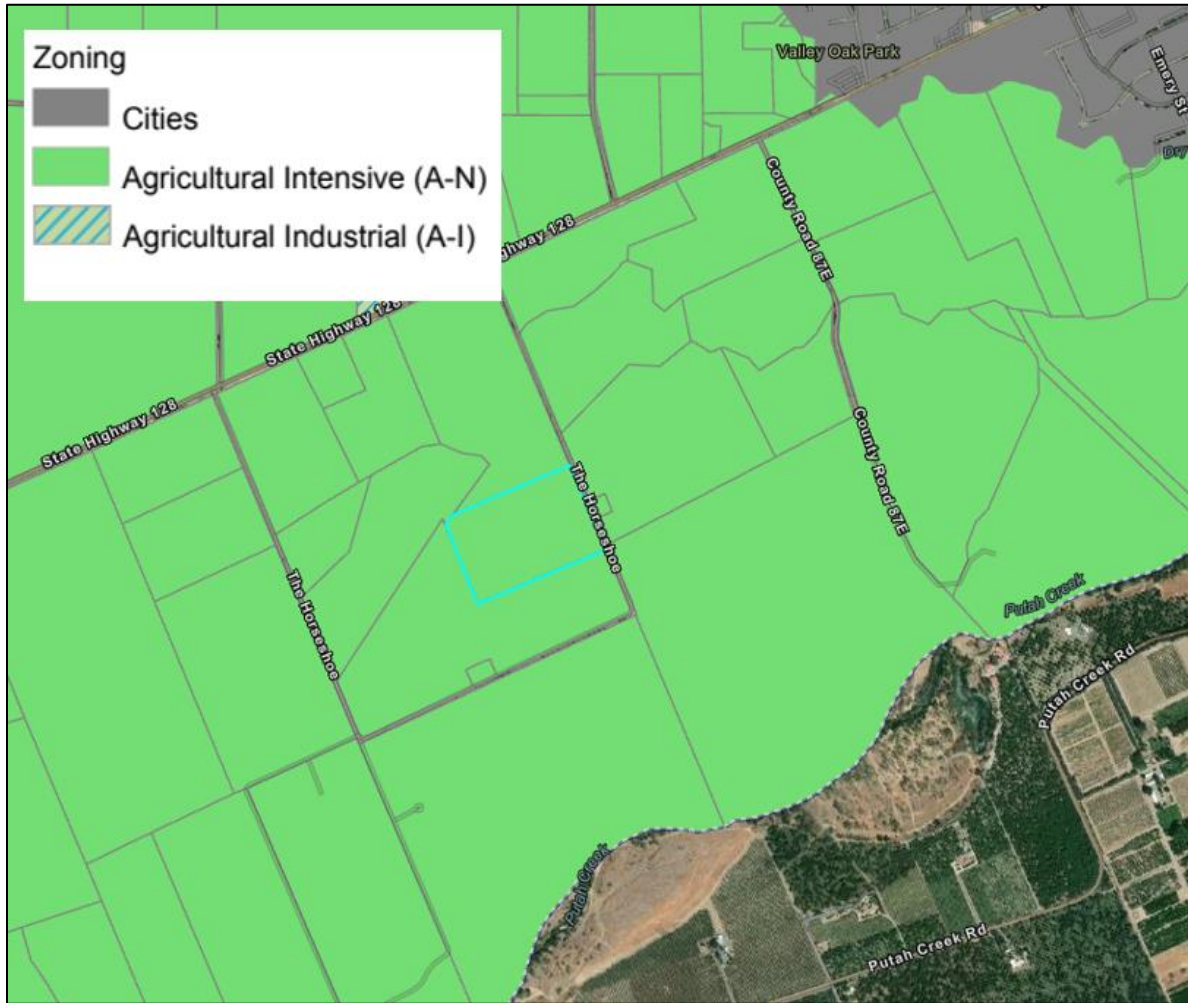 Zoning
Cities
Agricultural Intensive (A-N)
Agricultural Industrial (A-I)
Valley Oak Park
Emery St
Dry
County Road 87E
ghway 128
State Highway 128
State Highway 128
The Horseshoe
County Road 87E
The Horseshoe
Putah Creek
Putah Creek Rd
Putah Creek
Putah Creek Rd